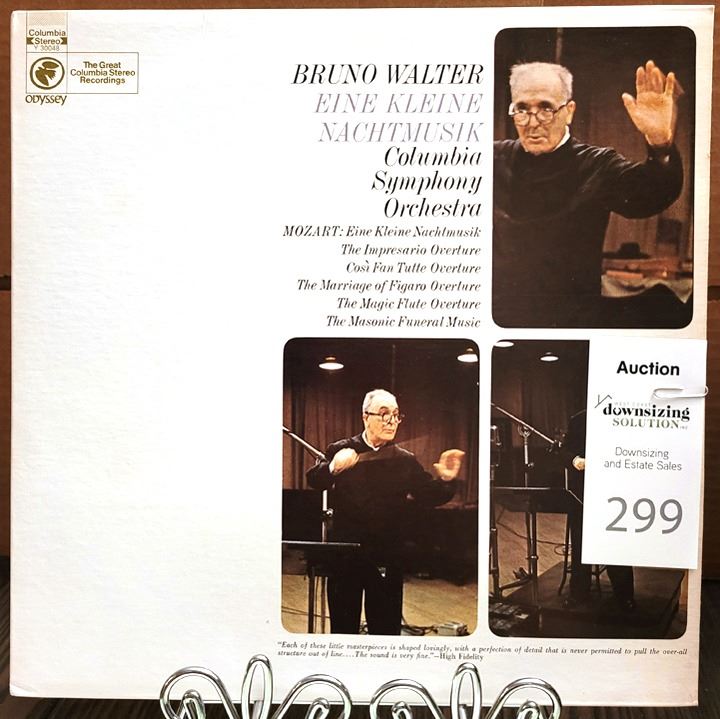 Columbia
Stereo
Y 30048
The Great
Columbia Stereo
Recordings
ODYSSEY
BRUNO WALTER
EINE KLEINE
NACHTMUSIK
Columbia
Symphony
Orchestra
MOZART: Eine Kleine Nachtmusik
The Impresario Overture
Così Fan Tutte Overture
The Marriage of Figaro Overture
The Magic Flute Overture
The Masonic Funeral Music
Auction
WEST COAST
downsizing
SOLUTION INC
Downsizing
and Estate Sales
299
"Each of these little masterpieces is shaped lovingly, with a perfection of detail that is never permitted to pull the over-all
structure out of line....The sound is very fine."—High Fidelity